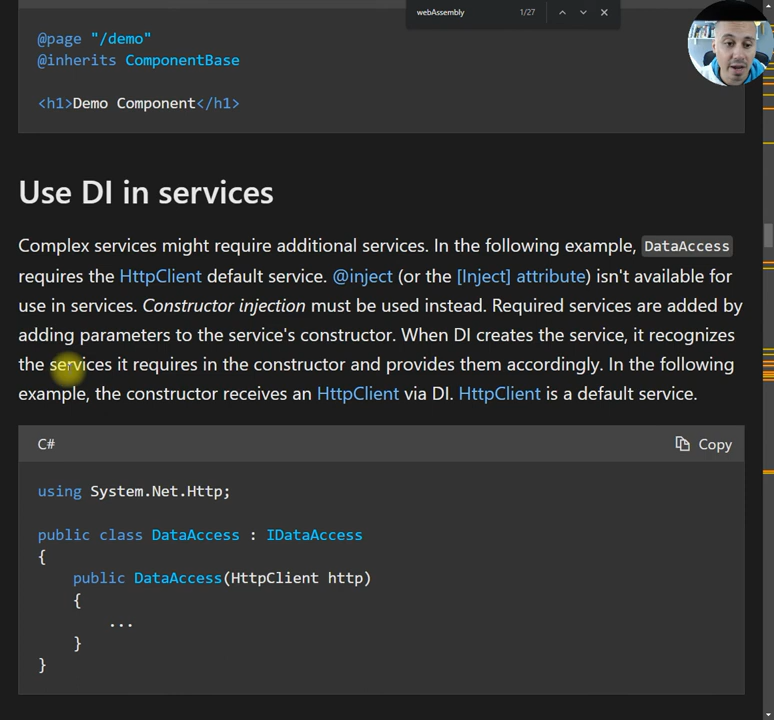 webAssembly 1/27
@page "/demo"
@inherits ComponentBase
<h1>Demo Component</h1>
Use DI in services
Complex services might require additional services. In the following example, DataAccess
requires the HttpClient default service. @inject (or the [Inject] attribute) isn't available for
use in services. Constructor injection must be used instead. Required services are added by
adding parameters to the service's constructor. When DI creates the service, it recognizes
the services it requires in the constructor and provides them accordingly. In the following
example, the constructor receives an HttpClient via DI. HttpClient is a default service.
C# Copy
using System.Net.Http;
public class DataAccess : IDataAccess
{
public DataAccess(HttpClient http)
{
...
}
}